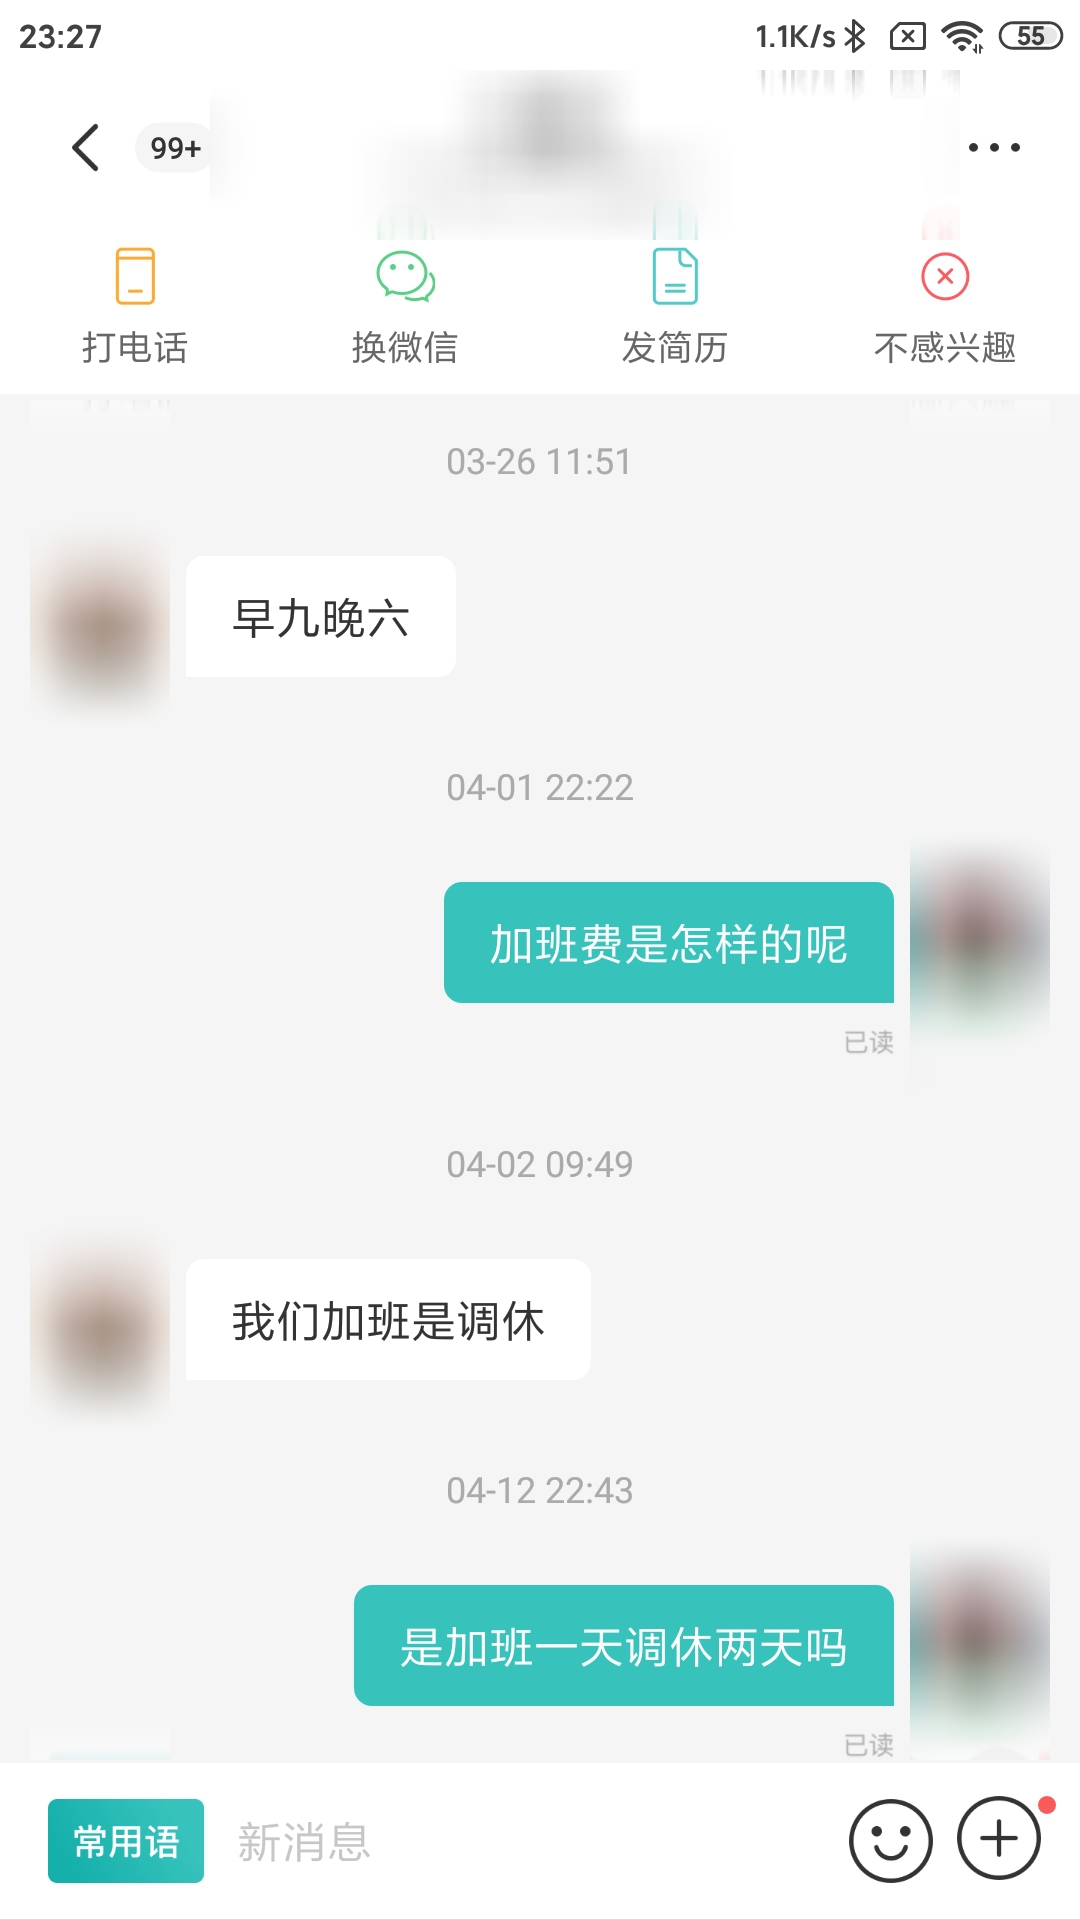 23:27 1.1K/s 55
99+
打电话 换微信 发简历 不感兴趣
03-26 11:51
早九晚六
04-01 22:22
加班费是怎样的呢
已读
04-02 09:49
我们加班是调休
04-12 22:43
是加班一天调休两天吗
已读
常用语 新消息